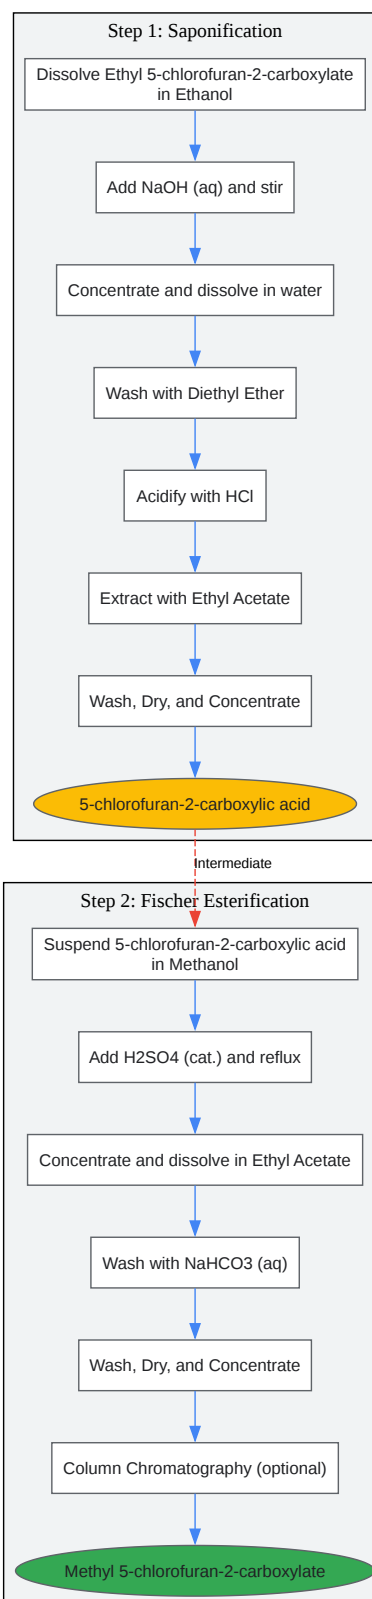 Step 1: Saponification
Dissolve Ethyl 5-chlorofuran-2-carboxylate
in Ethanol
Add NaOH (aq) and stir
Concentrate and dissolve in water
Wash with Diethyl Ether
Acidify with HCl
Extract with Ethyl Acetate
Wash, Dry, and Concentrate
5-chlorofuran-2-carboxylic acid
Intermediate
Step 2: Fischer Esterification
Suspend 5-chlorofuran-2-carboxylic acid
in Methanol
Add H2SO4 (cat.) and reflux
Concentrate and dissolve in Ethyl Acetate
Wash with NaHCO3 (aq)
Wash, Dry, and Concentrate
Column Chromatography (optional)
Methyl 5-chlorofuran-2-carboxylate